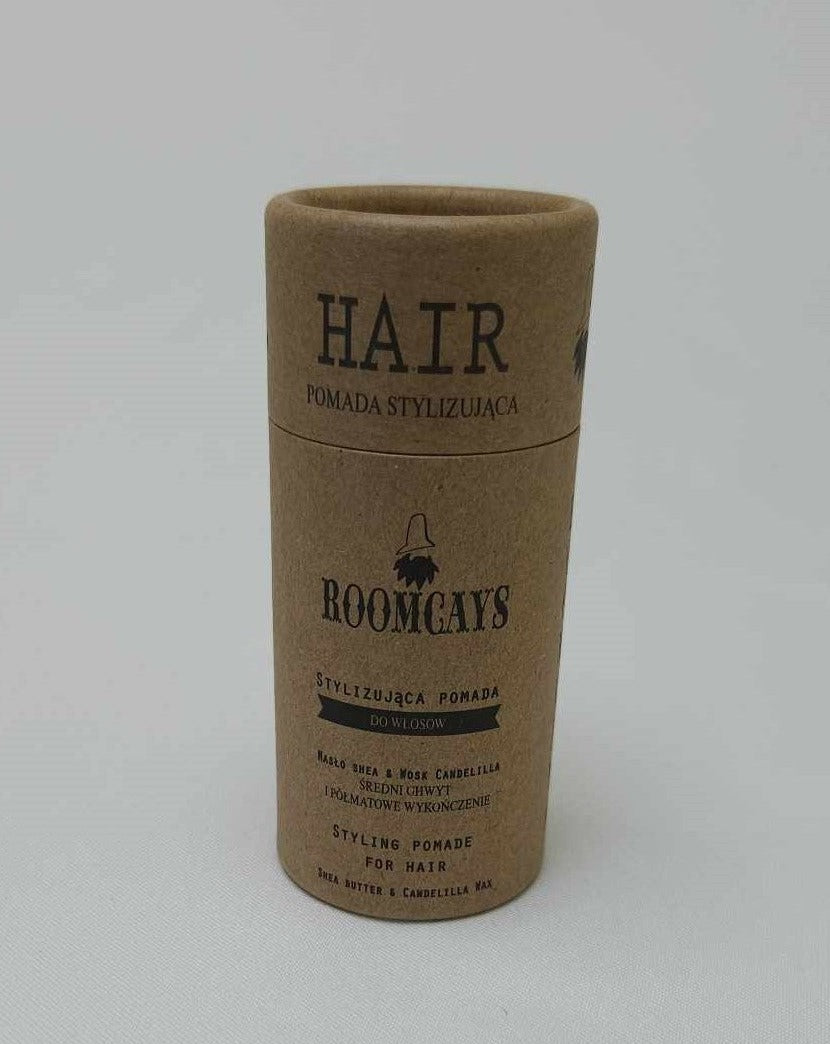 HAIR
POMADA STYLIZUJĄCA
ROOMCAYS
STYLIZUJąCA POMADA
DO WŁOSOW
MASłO SHEA & WOSK CANDELILLA
ŚREDNI CHWYT
I PÓŁMATOWE WYKOŃCZENIE
STYLING POMADE
FOR HAIR
SHEA BUTTER & CANDELILLA WAX